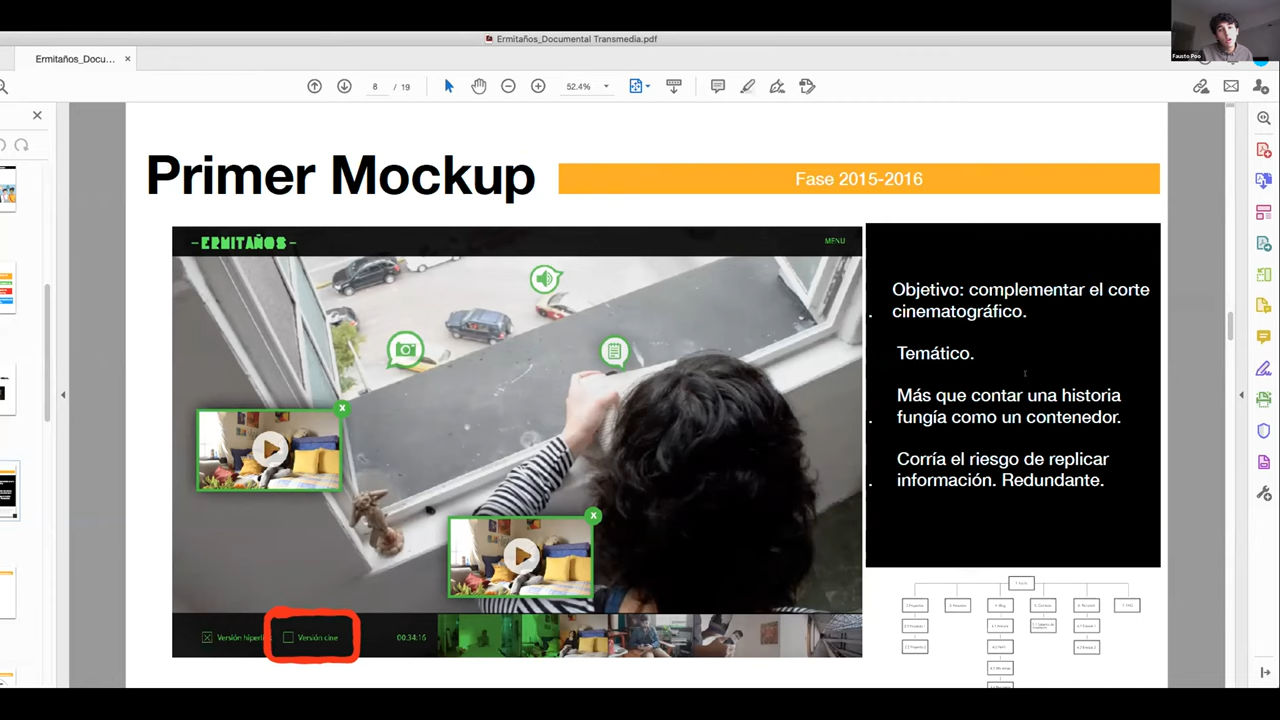 Ermitaños_Documental Transmedia.pdf
Fausto Poo
Ermitaños_Docu...
8 / 19
52.4%
Primer Mockup
Fase 2015-2016
–ERMITAÑOS–
MENU
x
x
Objetivo: complementar el corte
. cinematográfico.
Temático.
Más que contar una historia
. fungía como un contenedor.
Corría el riesgo de replicar
. información. Redundante.
Versión hiperli
Versión cine
00:34:16